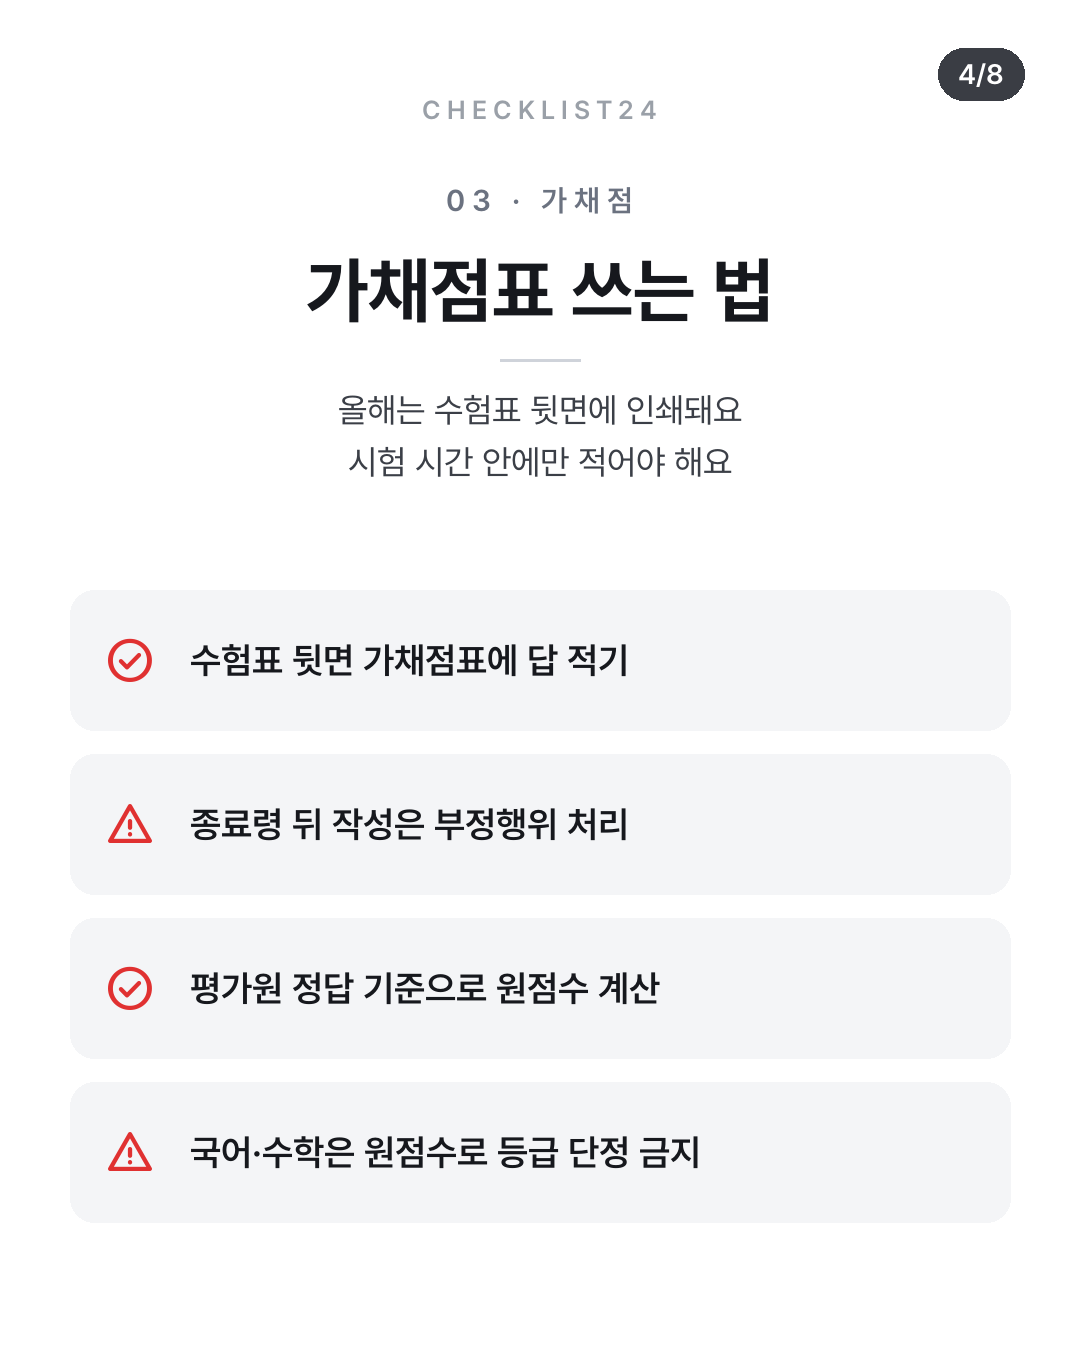 4/8
CHECKLIST24
03 · 가채점
가채점표 쓰는 법
올해는 수험표 뒷면에 인쇄돼요
시험 시간 안에만 적어야 해요
수험표 뒷면 가채점표에 답 적기
종료령 뒤 작성은 부정행위 처리
평가원 정답 기준으로 원점수 계산
국어·수학은 원점수로 등급 단정 금지